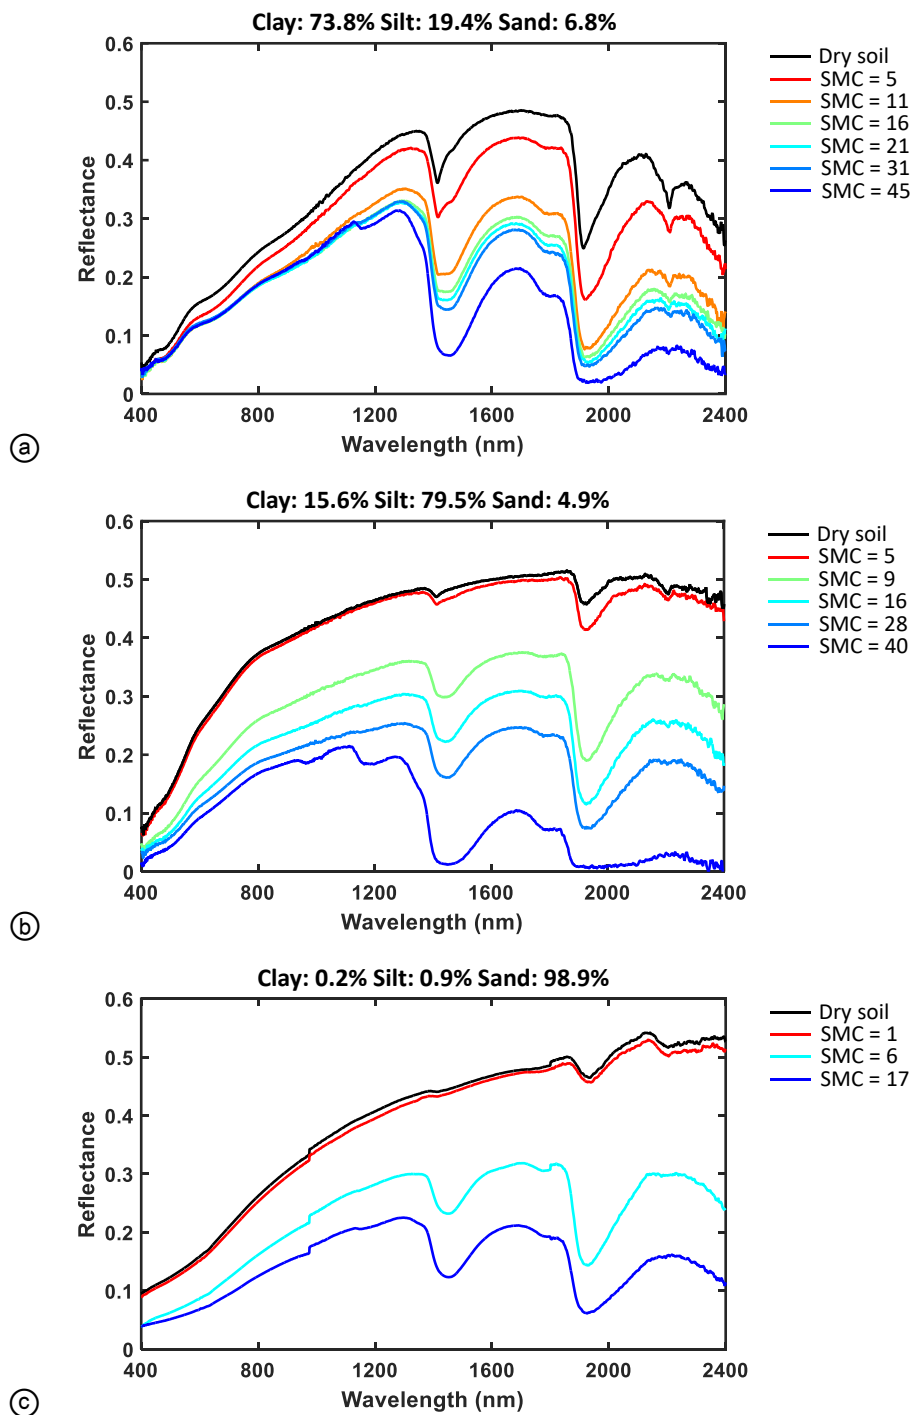 Clay: 73.8% Silt: 19.4% Sand: 6.8%
0.6
0.5
0.4
0.3
0.2
0.1
0
Reflectance
400 800 1200 1600 2000 2400
Wavelength (nm)
Dry soil
SMC = 5
SMC = 11
SMC = 16
SMC = 21
SMC = 31
SMC = 45
a
Clay: 15.6% Silt: 79.5% Sand: 4.9%
0.6
0.5
0.4
0.3
0.2
0.1
0
Reflectance
400 800 1200 1600 2000 2400
Wavelength (nm)
Dry soil
SMC = 5
SMC = 9
SMC = 16
SMC = 28
SMC = 40
b
Clay: 0.2% Silt: 0.9% Sand: 98.9%
0.6
0.5
0.4
0.3
0.2
0.1
0
Reflectance
400 800 1200 1600 2000 2400
Wavelength (nm)
Dry soil
SMC = 1
SMC = 6
SMC = 17
c